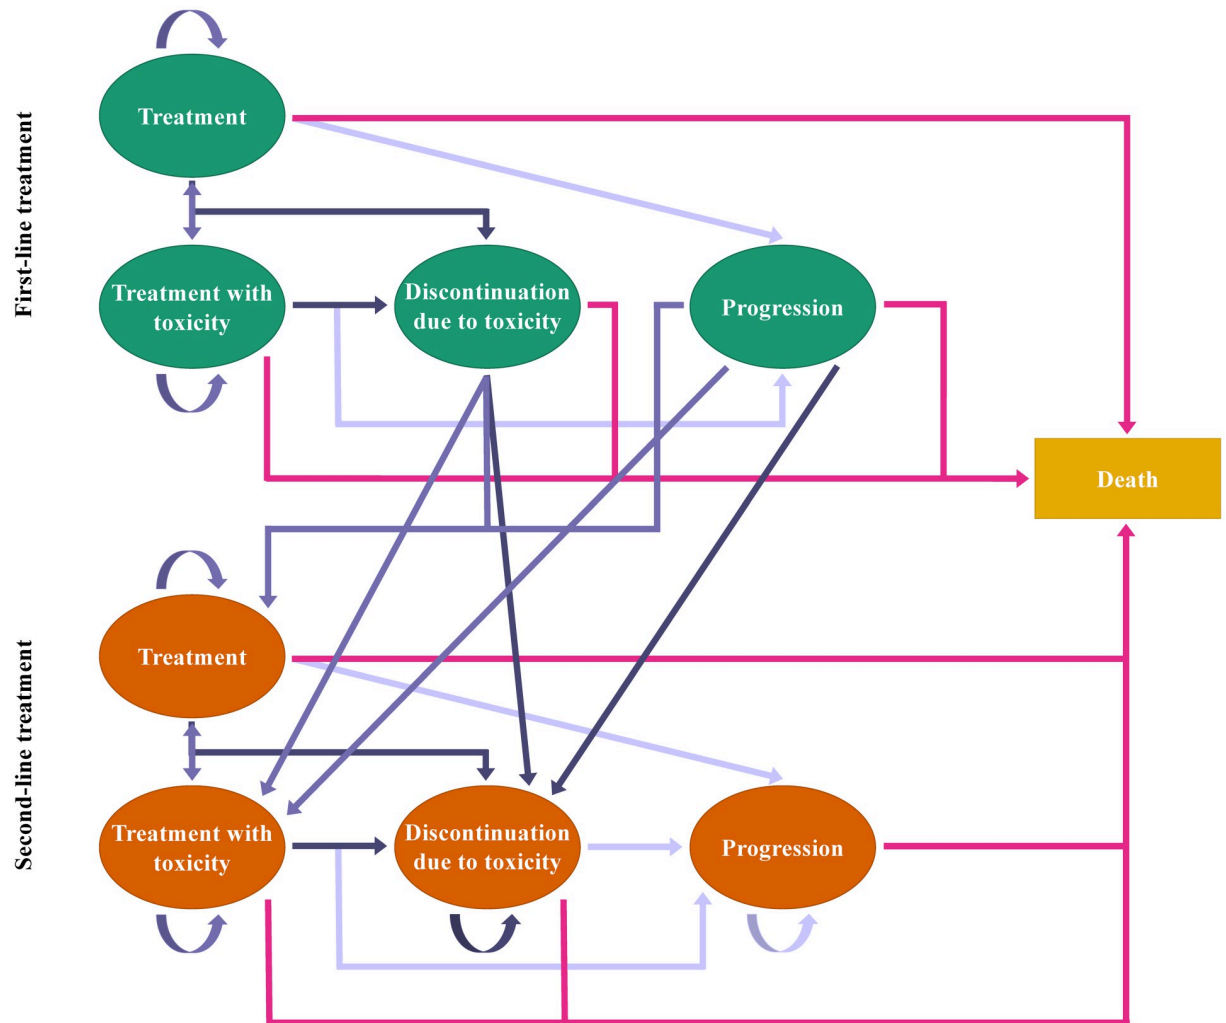 First-line treatment
Treatment
Treatment with
toxicity
Discontinuation
due to toxicity
Progression
Death
Second-line treatment
Treatment
Treatment with
toxicity
Discontinuation
due to toxicity
Progression